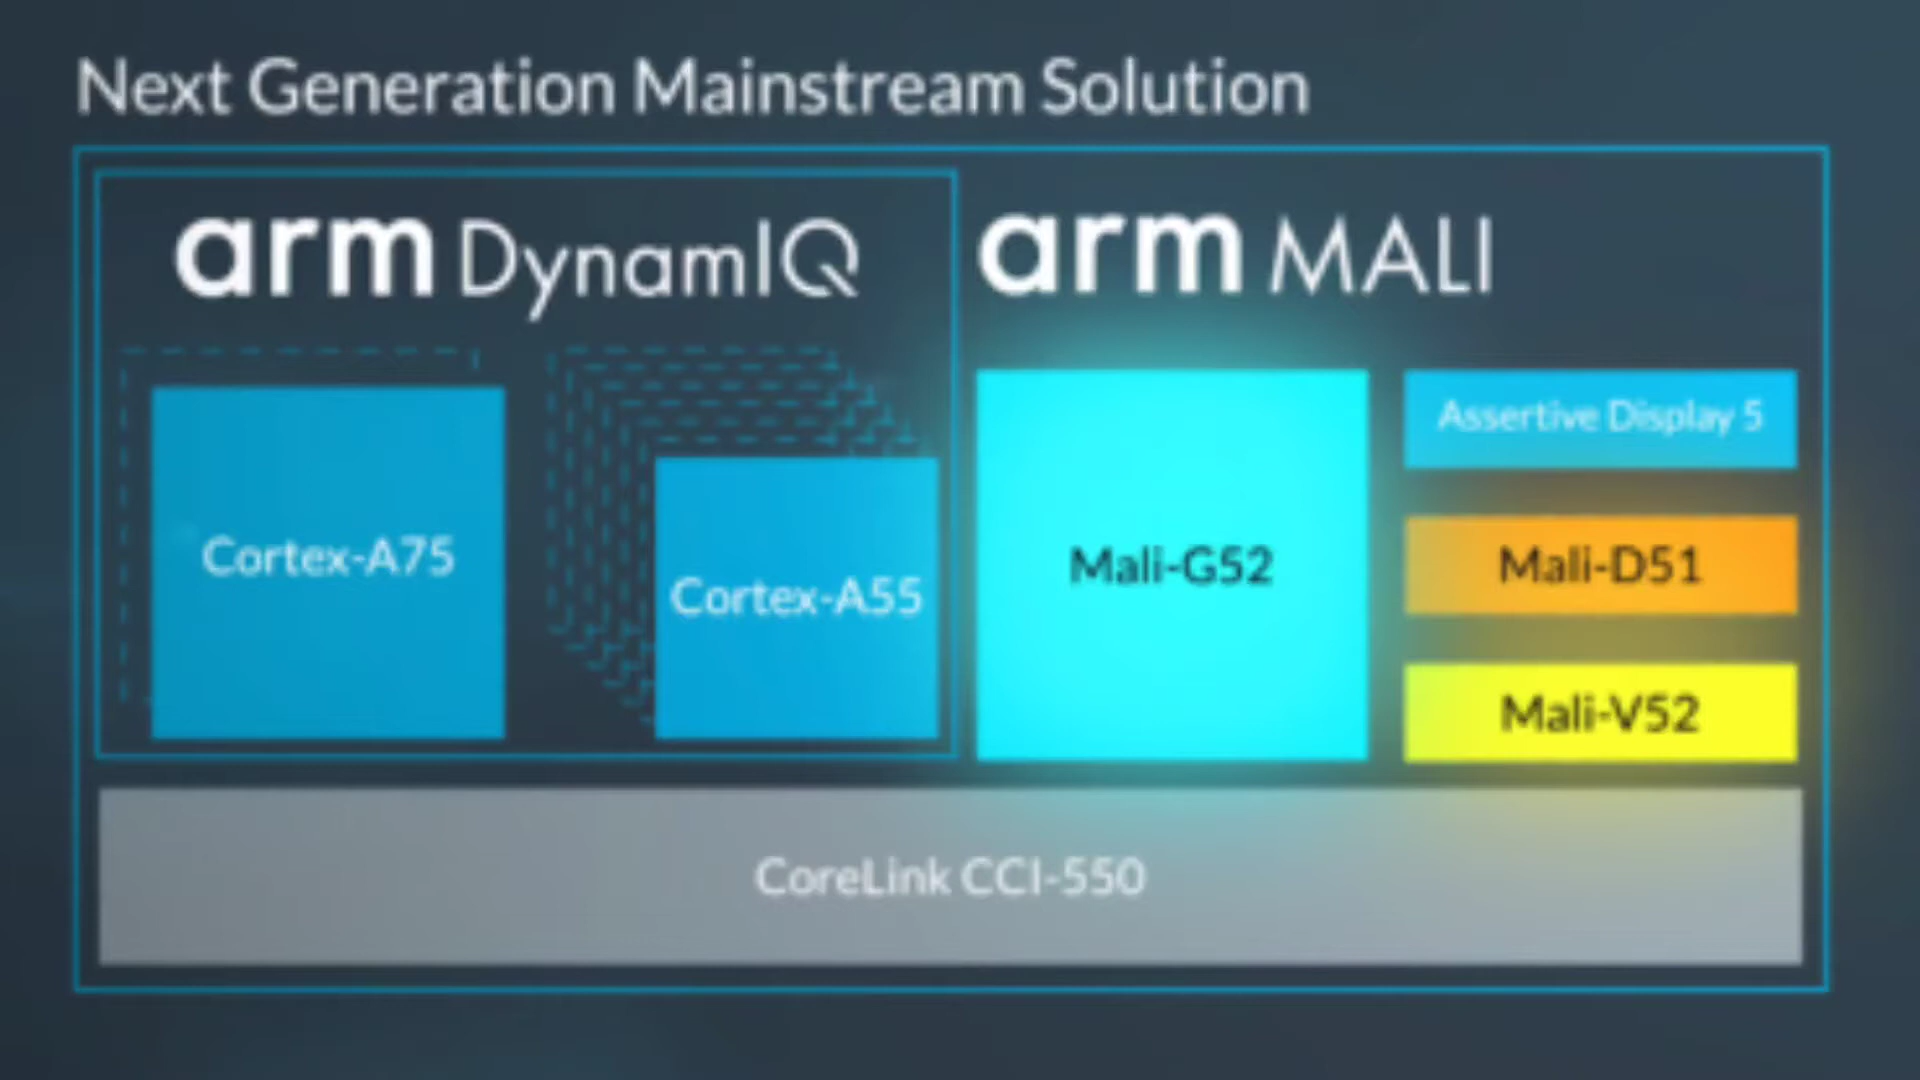 Next Generation Mainstream Solution
arm DynamIQ
arm MALI
Cortex-A75
Cortex-A55
Mali-G52
Assertive Display 5
Mali-D51
Mali-V52
CoreLink CCI-550